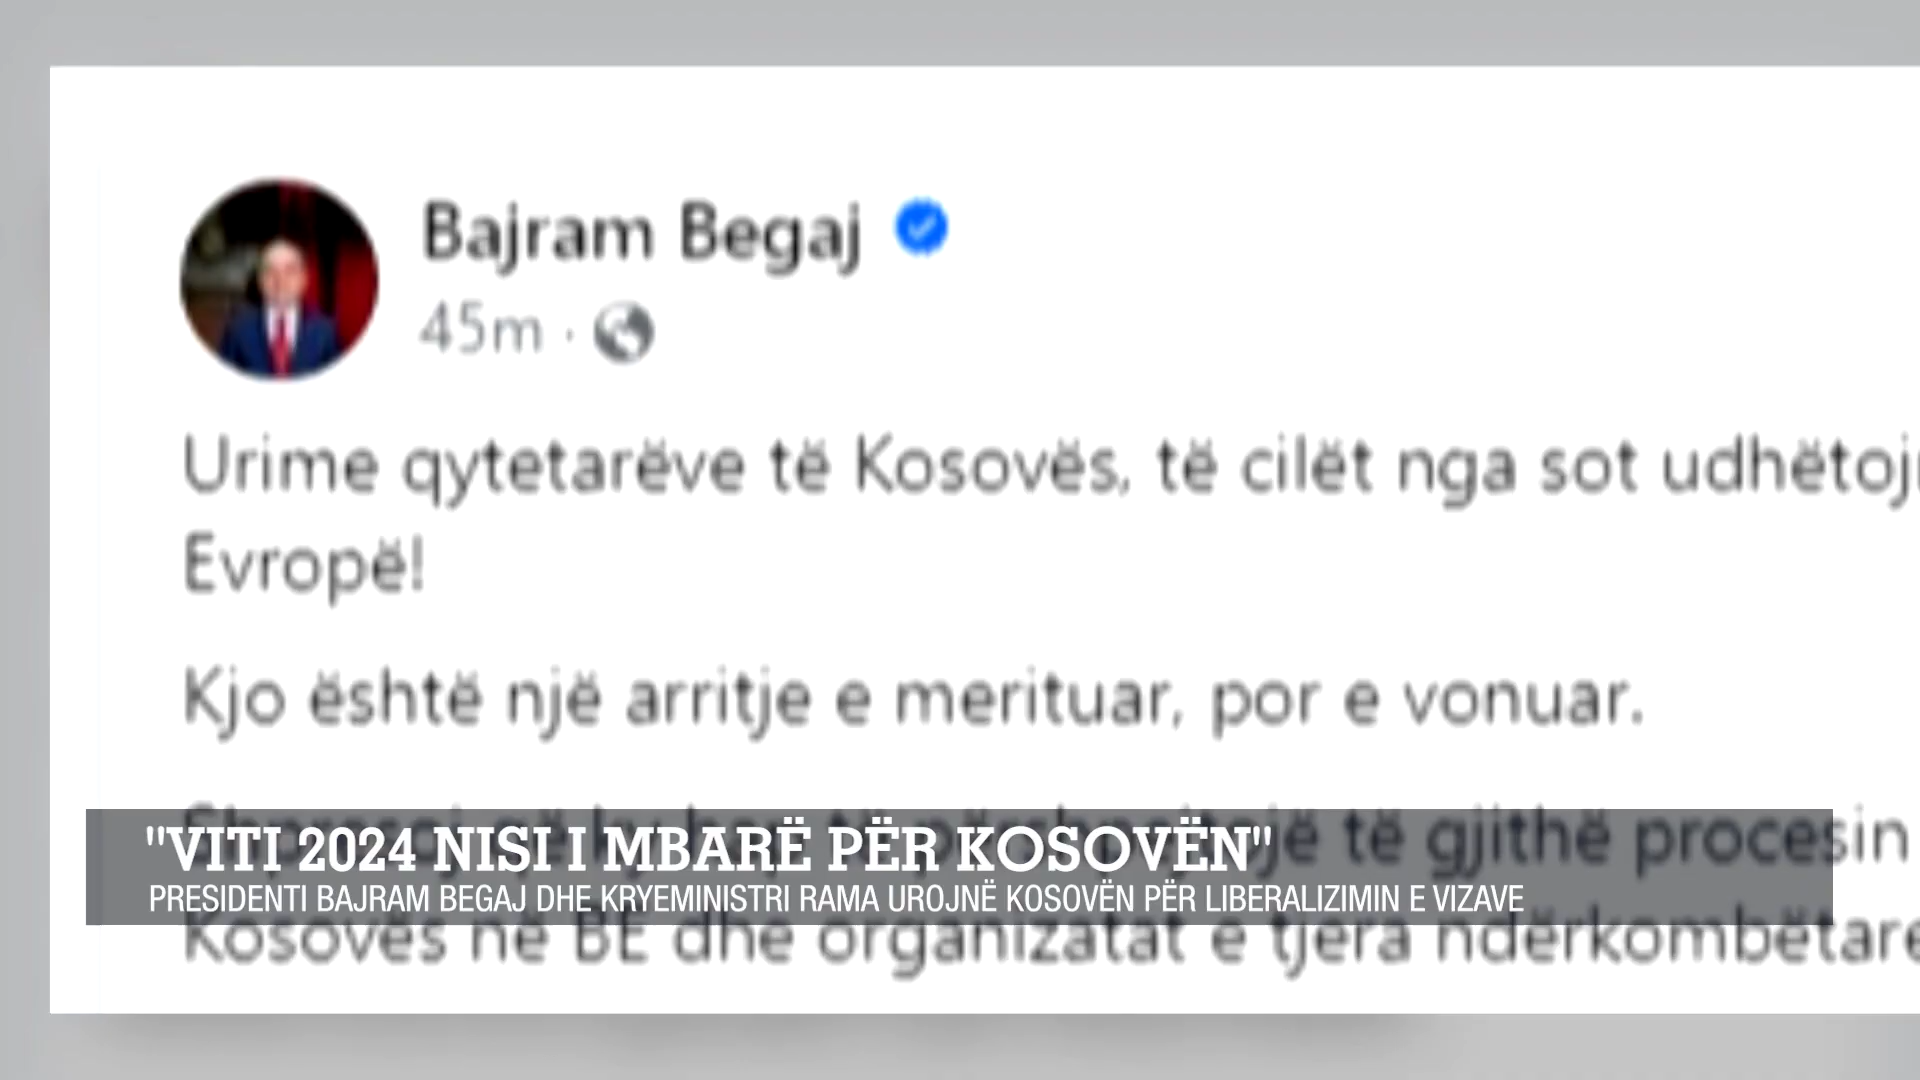 Bajram Begaj
45m ·
Urime qytetarëve të Kosovës, të cilët nga sot udhëtoj
Evropë!
Kjo është një arritje e merituar, por e vonuar.
të gjithë procesin
"VITI 2024 NISI I MBARË PËR KOSOVËN"
PRESIDENTI BAJRAM BEGAJ DHE KRYEMINISTRI RAMA UROJNË KOSOVËN PËR LIBERALIZIMIN E VIZAVE
Kosovës në BE dhe organizatat e tjera ndërkombëtare